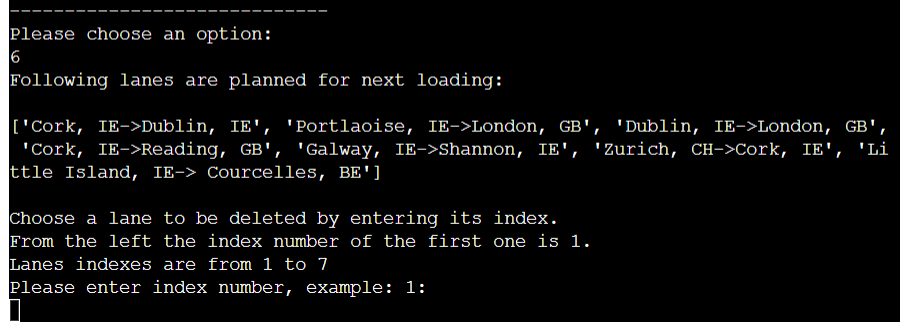 -----------------------------
Please choose an option:
6
Following lanes are planned for next loading:
['Cork, IE->Dublin, IE', 'Portlaoise, IE->London, GB', 'Dublin, IE->London, GB',
'Cork, IE->Reading, GB', 'Galway, IE->Shannon, IE', 'Zurich, CH->Cork, IE', 'Li
ttle Island, IE-> Courcelles, BE']
Choose a lane to be deleted by entering its index.
From the left the index number of the first one is 1.
Lanes indexes are from 1 to 7
Please enter index number, example: 1: